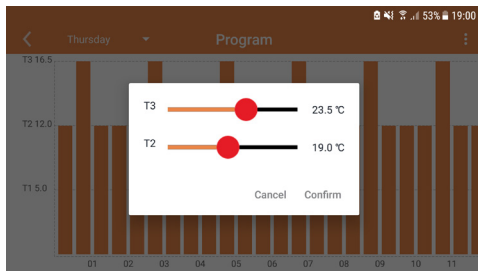 53% 19:00
Thursday Program
T3 16.5
T3 23.5 °C
T2 12.0
T2 19.0 °C
T1 5.0
Cancel Confirm
01 02 03 04 05 06 07 08 09 10 11